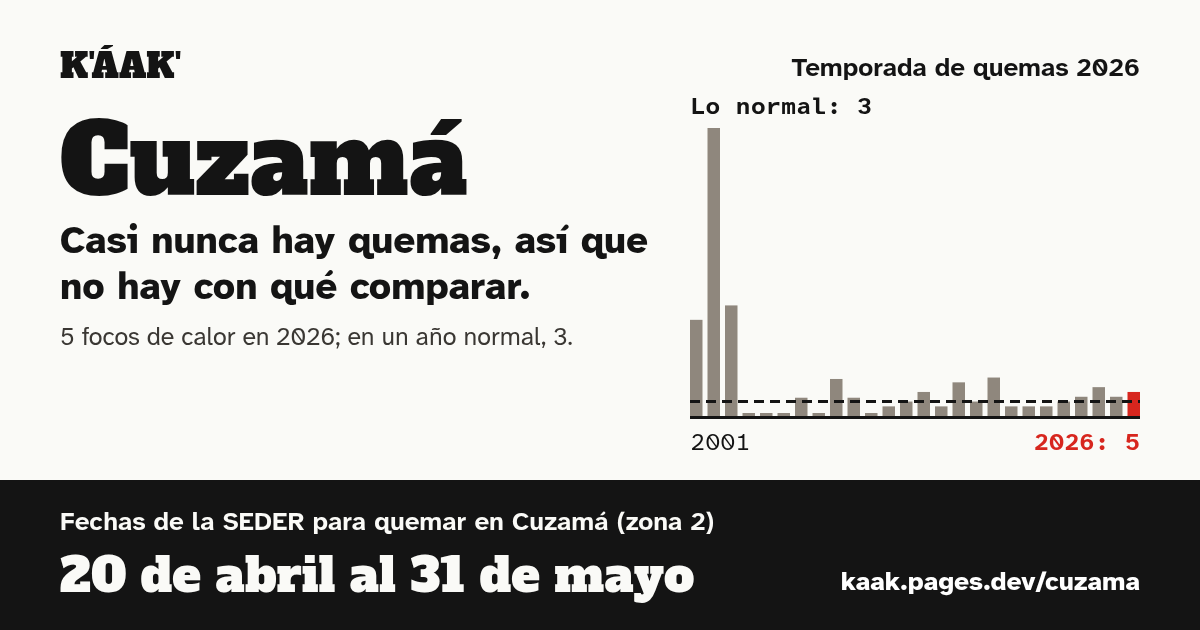 K'ÁAK'
Temporada de quemas 2026
Lo normal: 3
Cuzamá
Casi nunca hay quemas, así que
no hay con qué comparar.
5 focos de calor en 2026; en un año normal, 3.
2001
2026: 5
Fechas de la SEDER para quemar en Cuzamá (zona 2)
20 de abril al 31 de mayo
kaak.pages.dev/cuzama